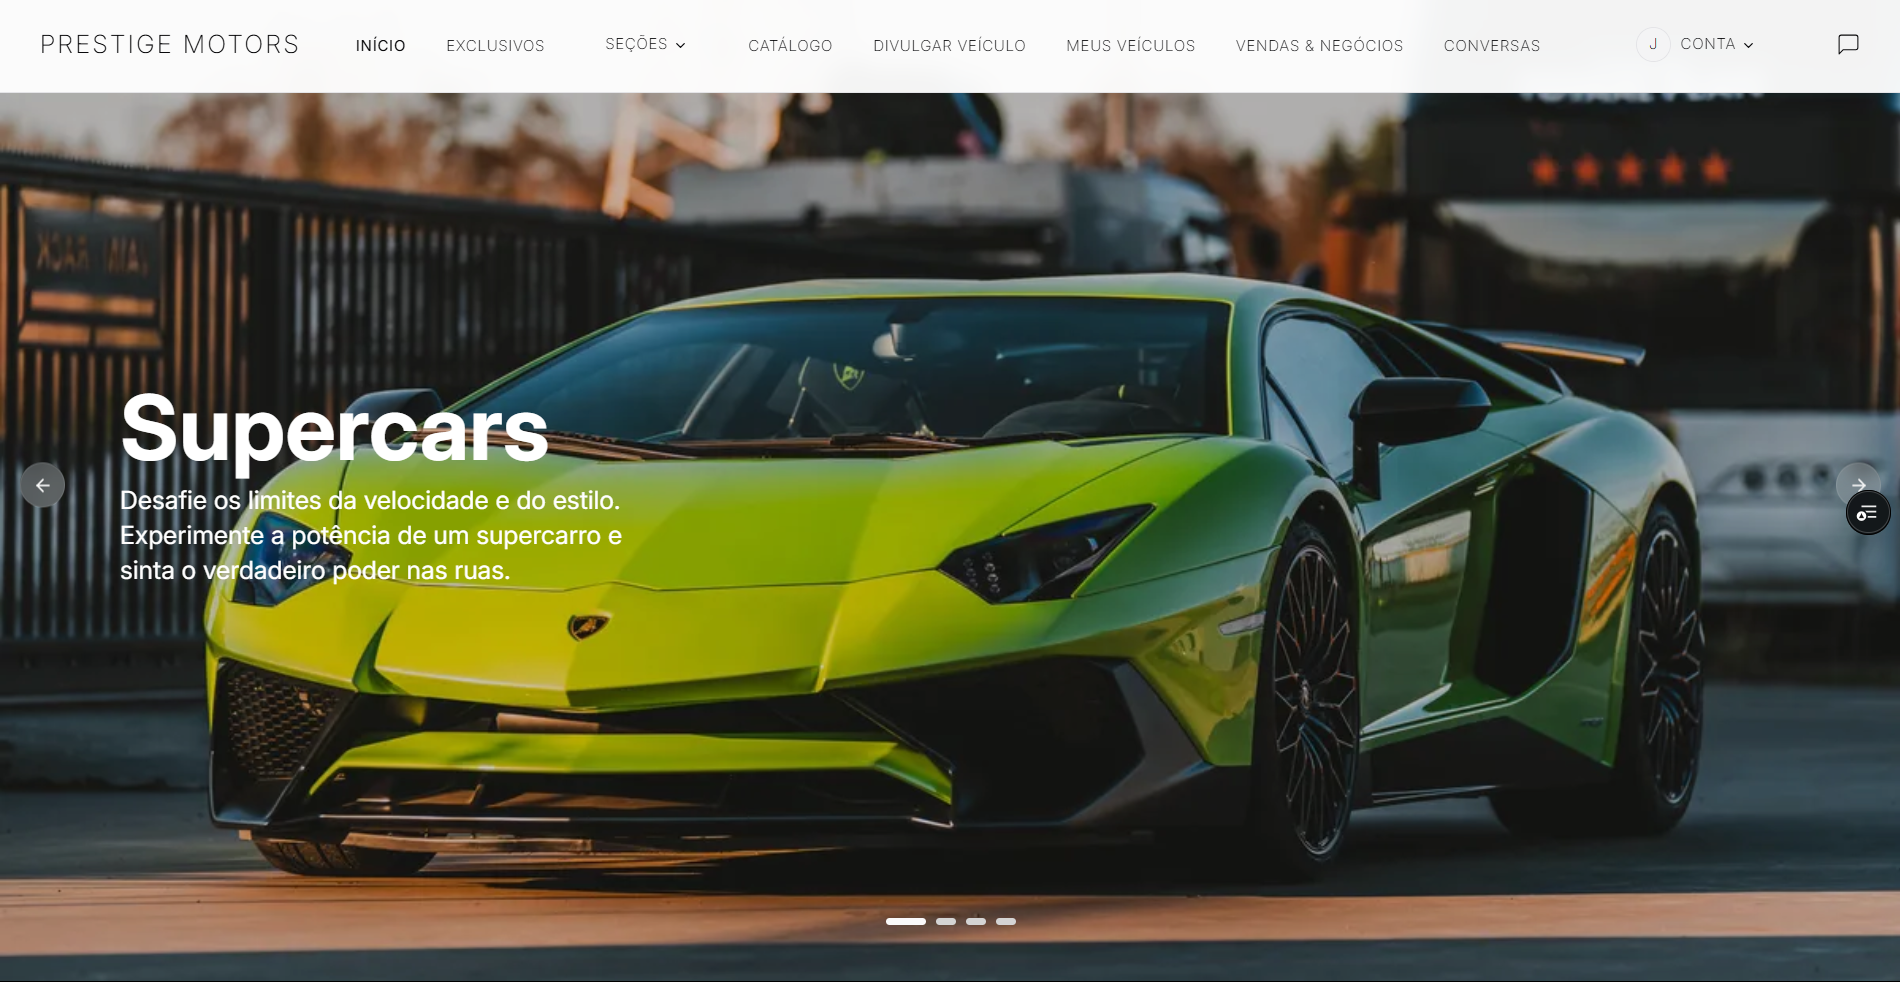 PRESTIGE MOTORS
INÍCIO
EXCLUSIVOS
SEÇÕES
CATÁLOGO
DIVULGAR VEÍCULO
MEUS VEÍCULOS
VENDAS & NEGÓCIOS
CONVERSAS
J
CONTA
Supercars
Desafie os limites da velocidade e do estilo.
Experimente a potência de um supercarro e
sinta o verdadeiro poder nas ruas.